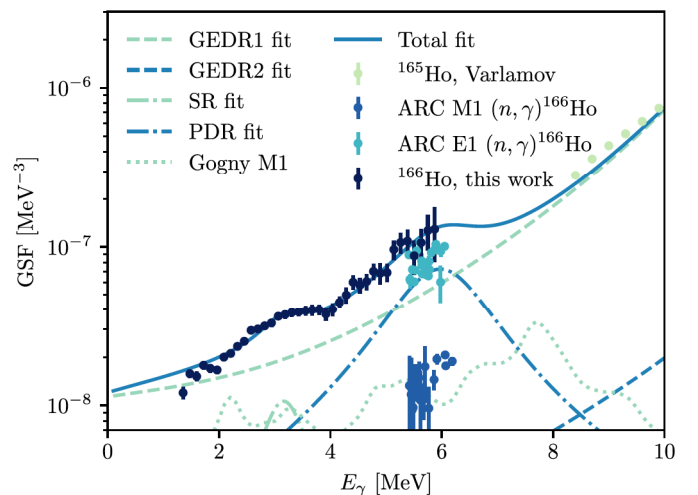 GEDR1 fit
GEDR2 fit
SR fit
PDR fit
Gogny M1
Total fit
¹⁶⁵Ho, Varlamov
ARC M1 (n, γ)¹⁶⁶Ho
ARC E1 (n, γ)¹⁶⁶Ho
¹⁶⁶Ho, this work
GSF [MeV⁻³]
10⁻⁶
10⁻⁷
10⁻⁸
0 2 4 6 8 10
Eᵧ [MeV]